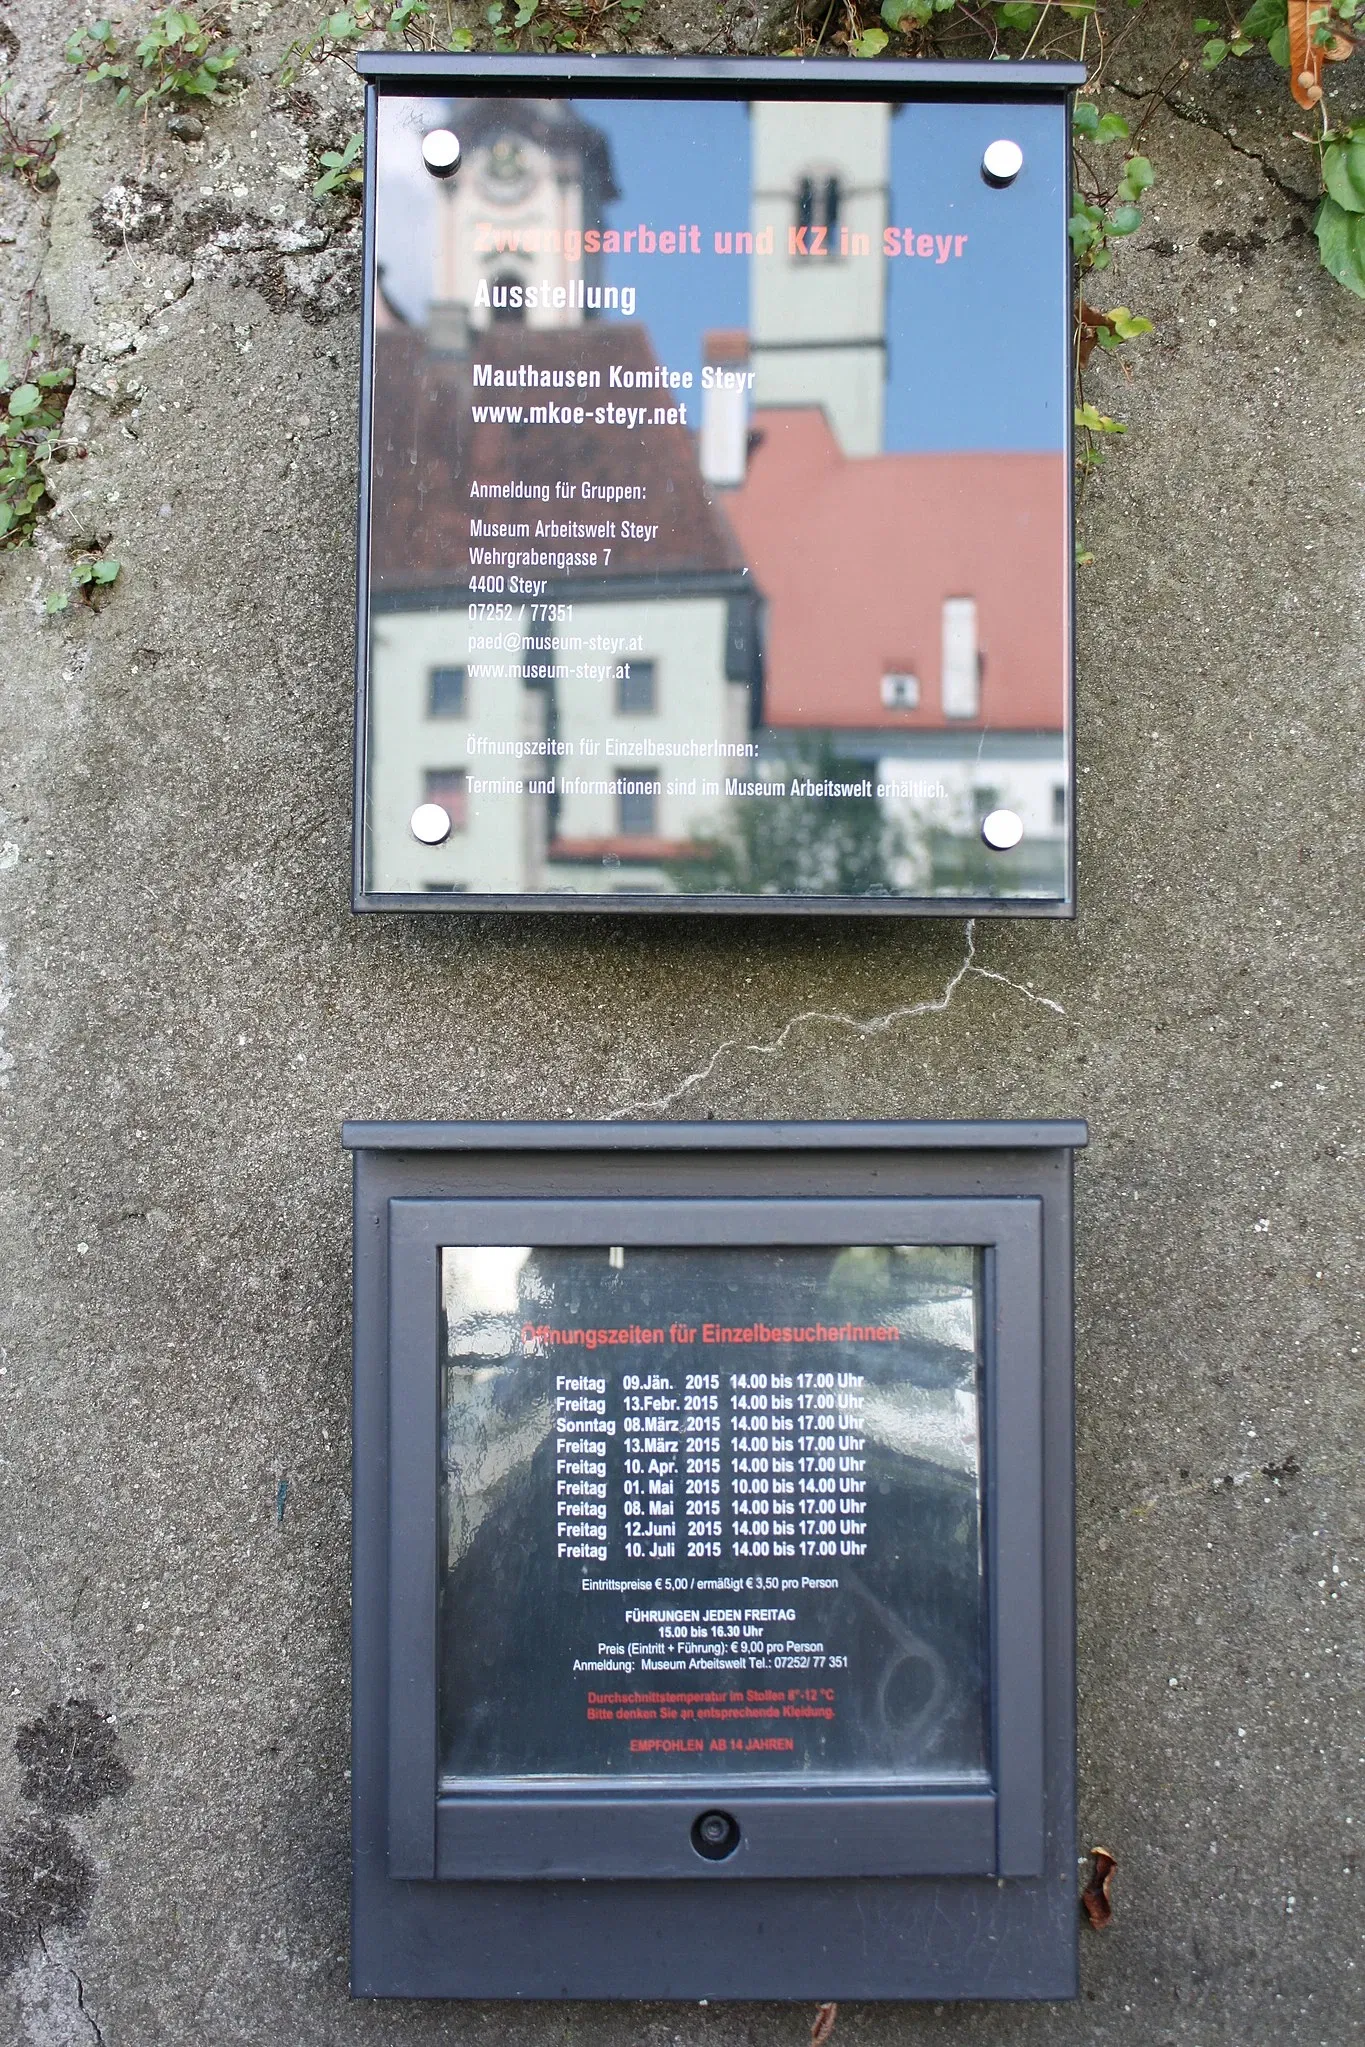 Zwangsarbeit und KZ in Steyr
Ausstellung
Mauthausen Komitee Steyr
www.mkoe-steyr.net
Anmeldung für Gruppen:
Museum Arbeitswelt Steyr
Wehrgrabengasse 7
4400 Steyr
07252 / 77351
paed@museum-steyr.at
www.museum-steyr.at
Öffnungszeiten für EinzelbesucherInnen:
Termine und Informationen sind im Museum Arbeitswelt erhältlich.
Öffnungszeiten für EinzelbesucherInnen
Freitag 09.Jän. 2015 14.00 bis 17.00 Uhr
Freitag 13.Febr. 2015 14.00 bis 17.00 Uhr
Sonntag 08.März 2015 14.00 bis 17.00 Uhr
Freitag 13.März 2015 14.00 bis 17.00 Uhr
Freitag 10. Apr. 2015 14.00 bis 17.00 Uhr
Freitag 01. Mai 2015 10.00 bis 14.00 Uhr
Freitag 08. Mai 2015 14.00 bis 17.00 Uhr
Freitag 12.Juni 2015 14.00 bis 17.00 Uhr
Freitag 10. Juli 2015 14.00 bis 17.00 Uhr
Eintrittspreise € 5,00 / ermäßigt € 3,50 pro Person
FÜHRUNGEN JEDEN FREITAG
15.00 bis 16.30 Uhr
Preis (Eintritt + Führung): € 9,00 pro Person
Anmeldung: Museum Arbeitswelt Tel.: 07252/ 77 351
Durchschnittstemperatur im Stollen 8°-12 °C
Bitte denken Sie an entsprechende Kleidung.
EMPFOHLEN AB 14 JAHREN